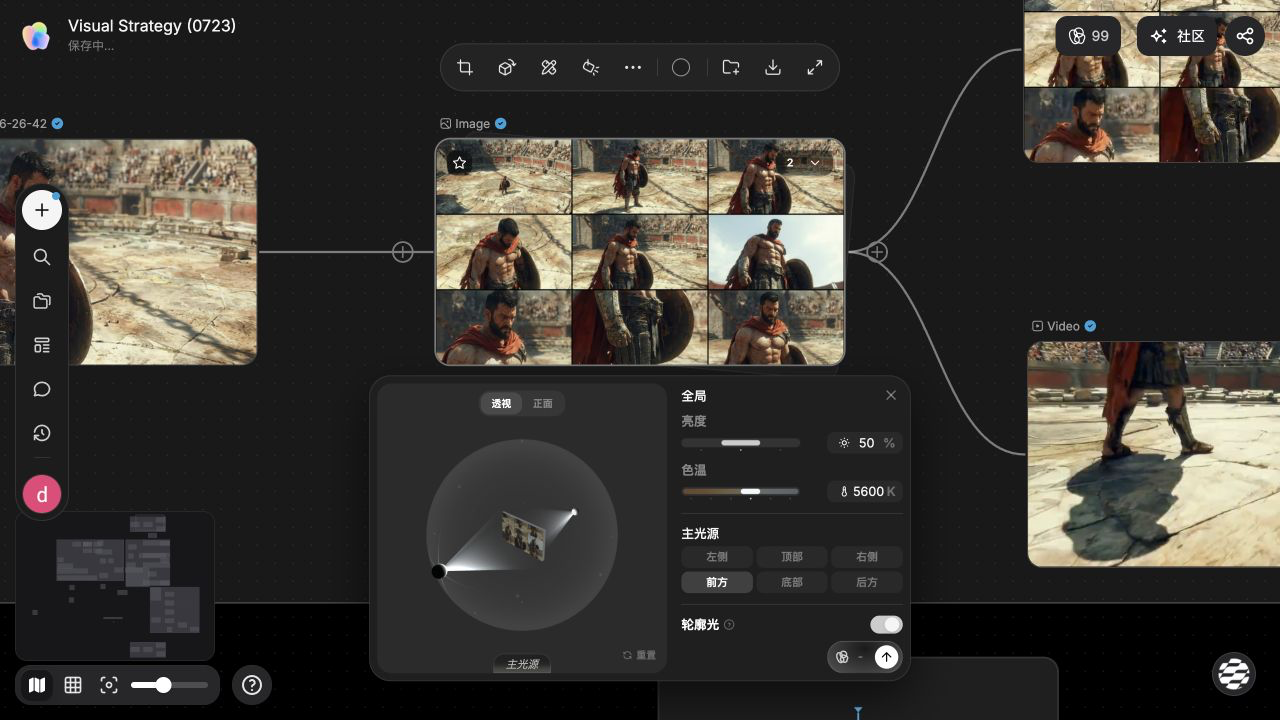 Visual Strategy (0723)
保存中...
99
社区
6-26-42
Image
2
Video
透视
正面
全局
亮度
50 %
色温
5600 K
主光源
左侧
顶部
右侧
前方
底部
后方
轮廓光
重置
主光源
-
d